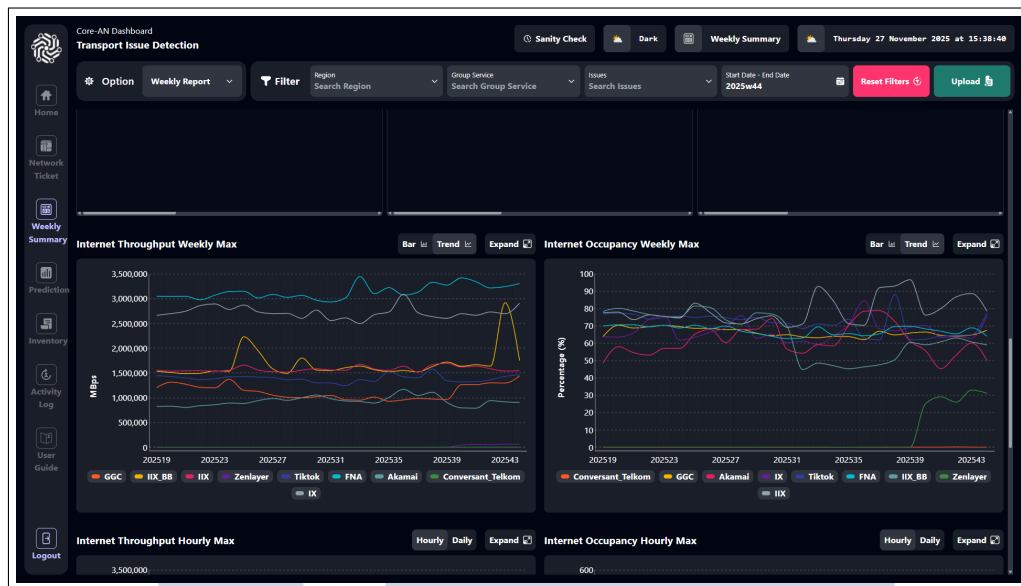 Core-AN Dashboard
Transport Issue Detection
Sanity Check
Dark
Weekly Summary
Thursday 27 November 2025 at 15:38:40
Option
Weekly Report
Filter
Region
Search Region
Group Service
Search Group Service
Issues
Search Issues
Start Date - End Date
2025w44
Reset Filters
Upload
Home
Network
Ticket
Weekly
Summary
Prediction
Inventory
Activity
Log
User
Guide
Logout
Internet Throughput Weekly Max
Bar
Trend
Expand
3,500,000
3,000,000
2,500,000
2,000,000
1,500,000
1,000,000
500,000
0
MBps
202519
202523
202527
202531
202535
202539
202543
GGC
IIX_BB
IIX
Zenlayer
Tiktok
FNA
Akamai
Conversant_Telkom
IX
Internet Occupancy Weekly Max
Bar
Trend
Expand
100
90
80
70
60
50
40
30
20
10
0
Percentage (%)
202519
202523
202527
202531
202535
202539
202543
Conversant_Telkom
GGC
Akamai
IX
Tiktok
FNA
IIX_BB
Zenlayer
IIX
Internet Throughput Hourly Max
Hourly
Daily
Expand
3,500,000
Internet Occupancy Hourly Max
Hourly
Daily
Expand
600